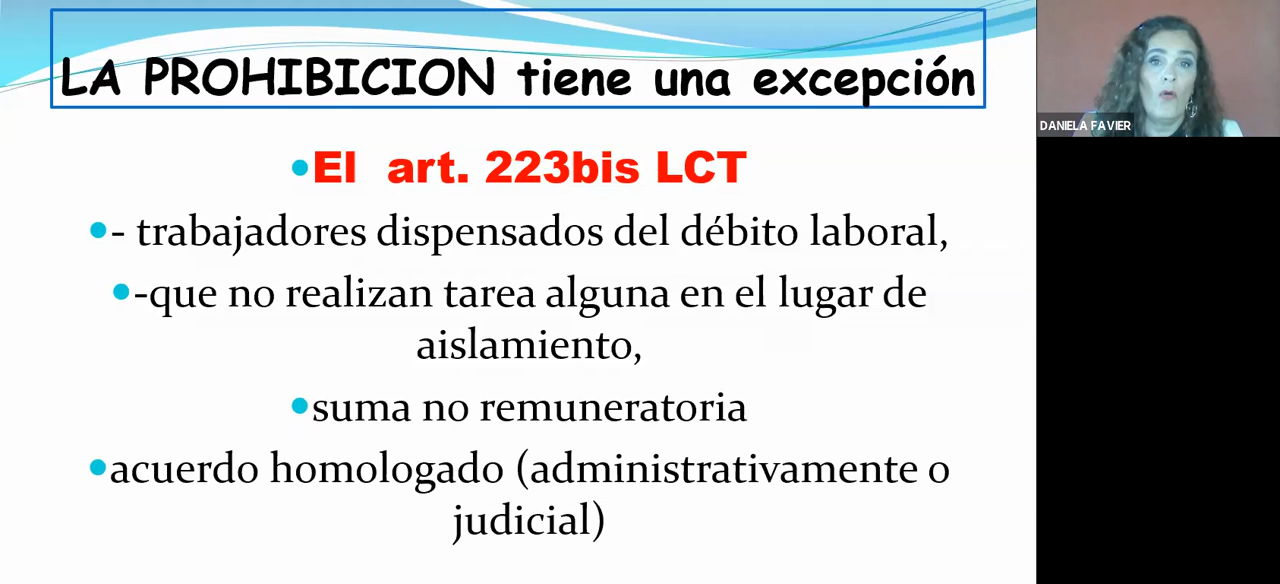 LA PROHIBICION tiene una excepción
DANIELA FAVIER
•El art. 223bis LCT
•- trabajadores dispensados del débito laboral,
•-que no realizan tarea alguna en el lugar de
aislamiento,
•suma no remuneratoria
•acuerdo homologado (administrativamente o
judicial)